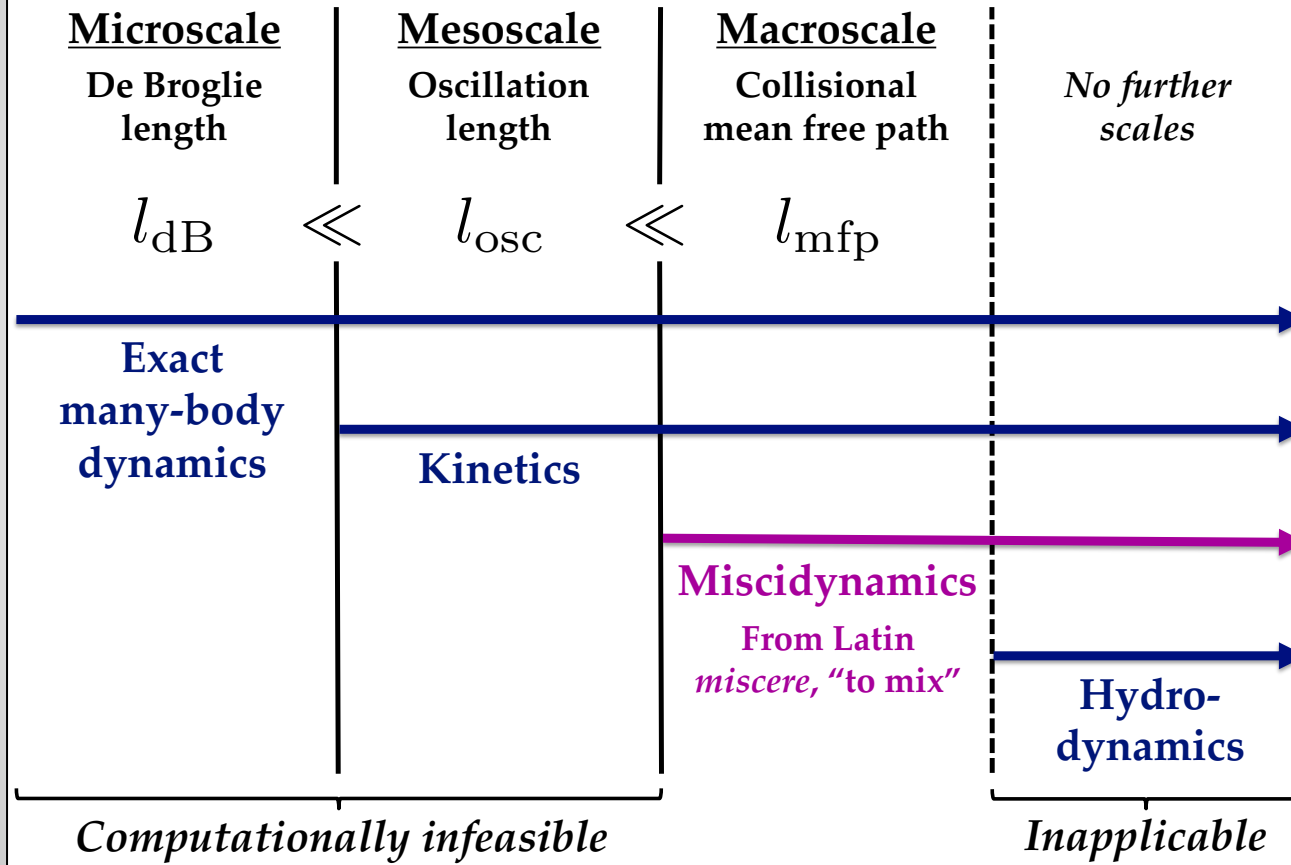 Microscale
De Broglie
length
Mesoscale
Oscillation
length
Macroscale
Collisional
mean free path
No further
scales
l_dB ≪ l_osc ≪ l_mfp
Exact
many-body
dynamics
Kinetics
Miscidynamics
From Latin
miscere, “to mix”
Hydro-
dynamics
Computationally infeasible
Inapplicable